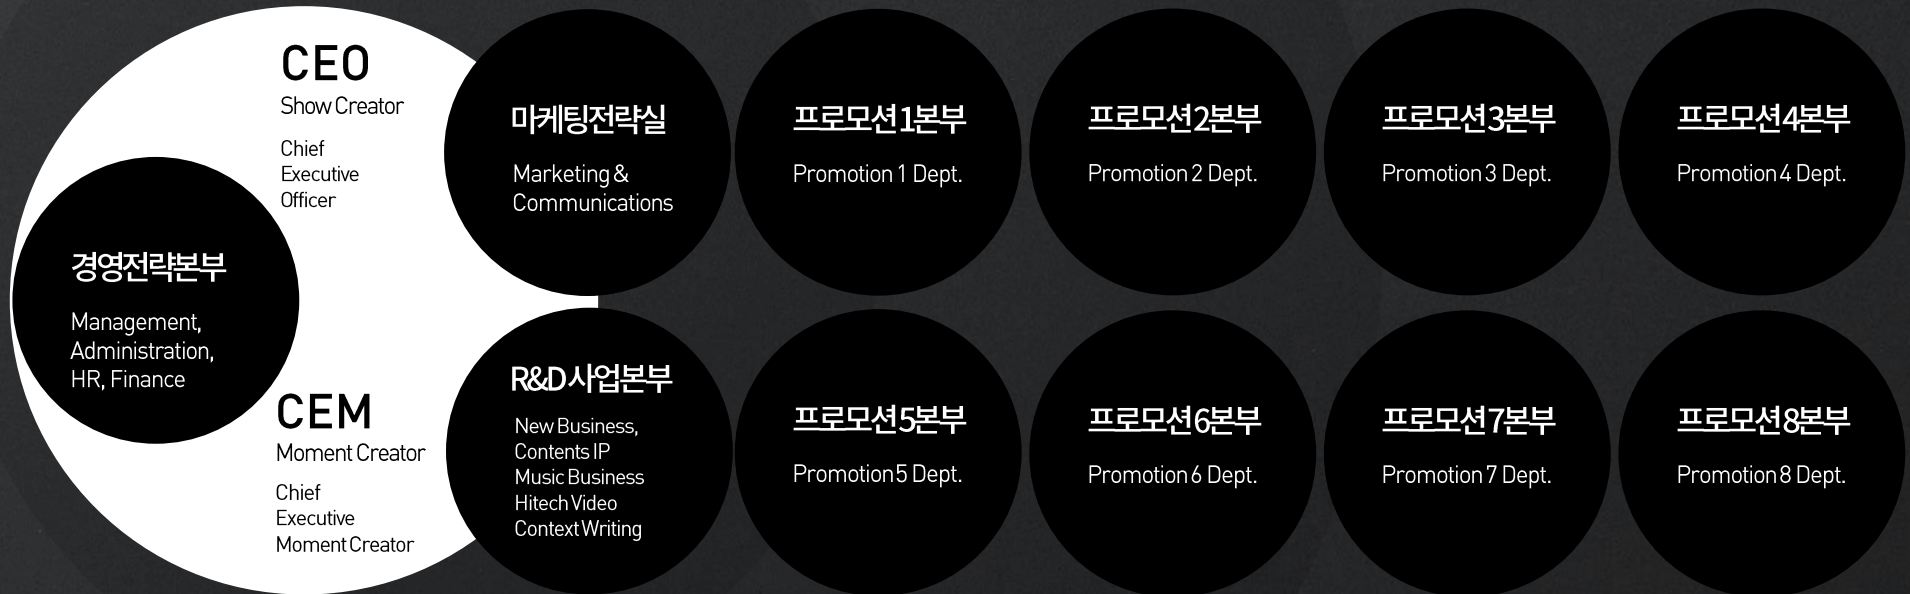 CEO
Show Creator
Chief
Executive
Officer
경영전략본부
Management,
Administration,
HR, Finance
CEM
Moment Creator
Chief
Executive
Moment Creator
마케팅전략실
Marketing &
Communications
프로모션1본부
Promotion 1 Dept.
프로모션2본부
Promotion 2 Dept.
프로모션3본부
Promotion 3 Dept.
프로모션4본부
Promotion 4 Dept.
R&D 사업본부
New Business,
Contents IP
Music Business
Hitech Video
Context Writing
프로모션5본부
Promotion 5 Dept.
프로모션6본부
Promotion 6 Dept.
프로모션7본부
Promotion 7 Dept.
프로모션8본부
Promotion 8 Dept.